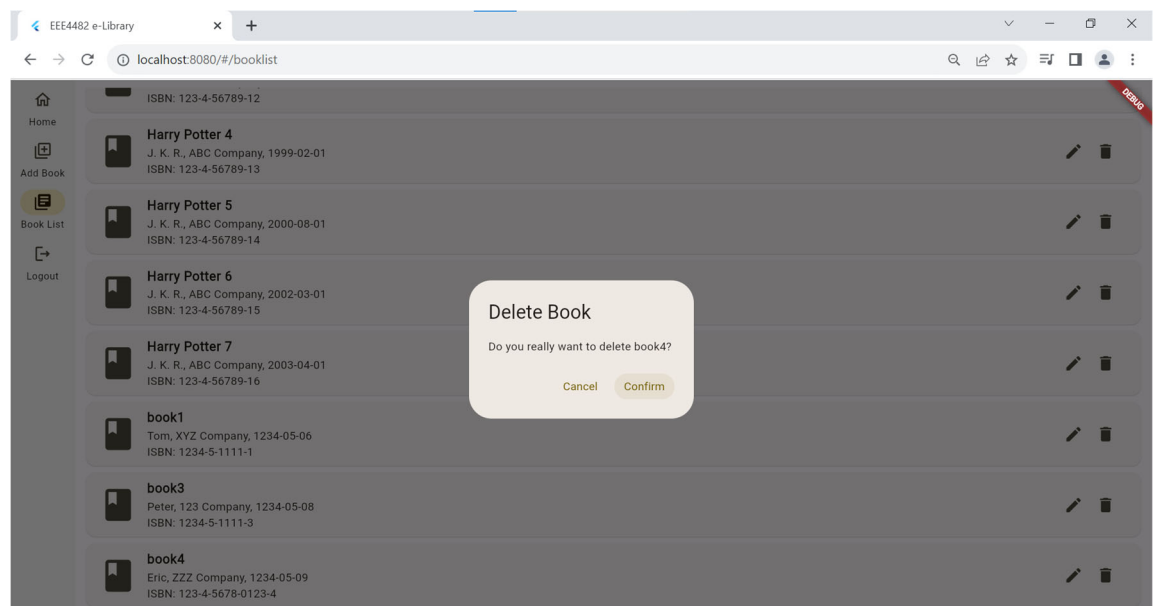 EEE4482 e-Library
localhost:8080/#/booklist
DEBUG
Home
Add Book
Book List
Logout
ISBN: 123-4-56789-12
Harry Potter 4
J. K. R., ABC Company, 1999-02-01
ISBN: 123-4-56789-13
Harry Potter 5
J. K. R., ABC Company, 2000-08-01
ISBN: 123-4-56789-14
Harry Potter 6
J. K. R., ABC Company, 2002-03-01
ISBN: 123-4-56789-15
Harry Potter 7
J. K. R., ABC Company, 2003-04-01
ISBN: 123-4-56789-16
book1
Tom, XYZ Company, 1234-05-06
ISBN: 1234-5-1111-1
book3
Peter, 123 Company, 1234-05-08
ISBN: 1234-5-1111-3
book4
Eric, ZZZ Company, 1234-05-09
ISBN: 123-4-5678-0123-4
Delete Book
Do you really want to delete book4?
Cancel Confirm